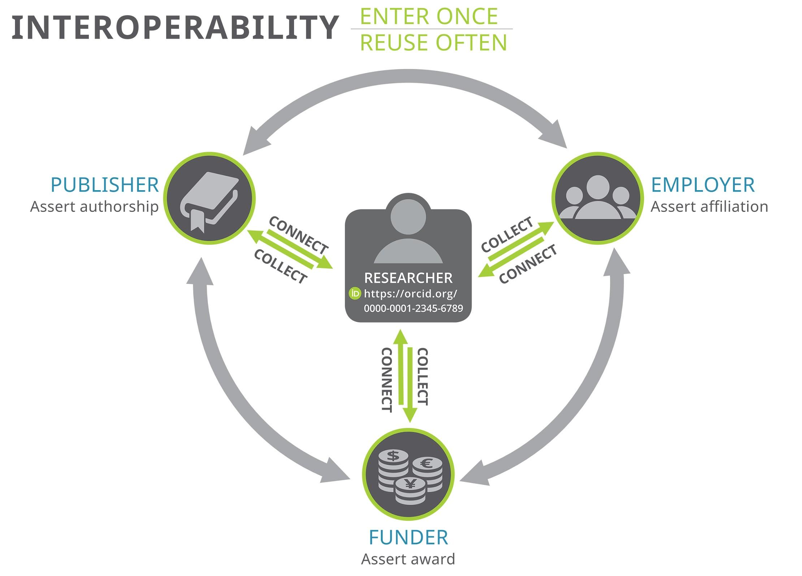 INTEROPERABILITY
ENTER ONCE
REUSE OFTEN
PUBLISHER
Assert authorship
EMPLOYER
Assert affiliation
CONNECT
COLLECT
COLLECT
CONNECT
RESEARCHER
iD https://orcid.org/
0000-0001-2345-6789
CONNECT
COLLECT
$
€
¥
FUNDER
Assert award